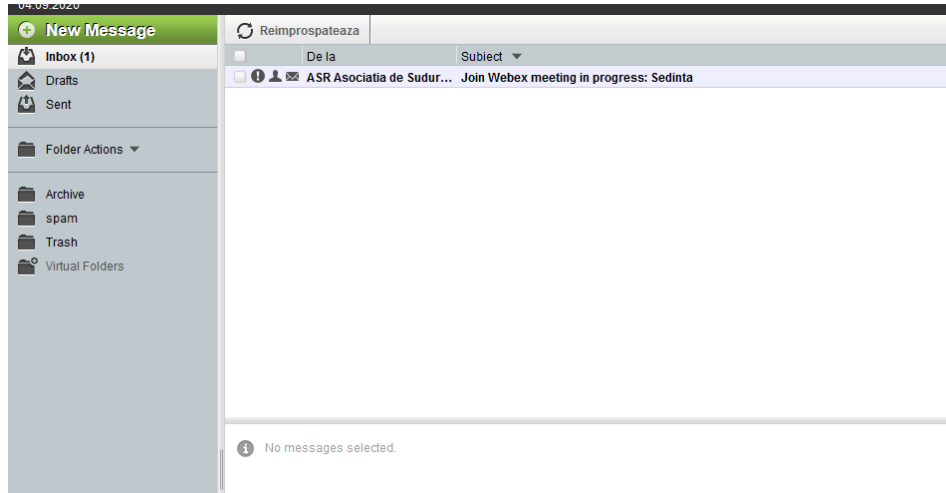 04.09.2020
New Message
Reimprospateaza
Inbox (1)
De la Subiect
Drafts
ASR Asociatia de Sudur... Join Webex meeting in progress: Sedinta
Sent
Folder Actions
Archive
spam
Trash
Virtual Folders
No messages selected.